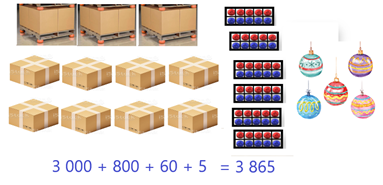 3 000 + 800 + 60 + 5 = 3 865